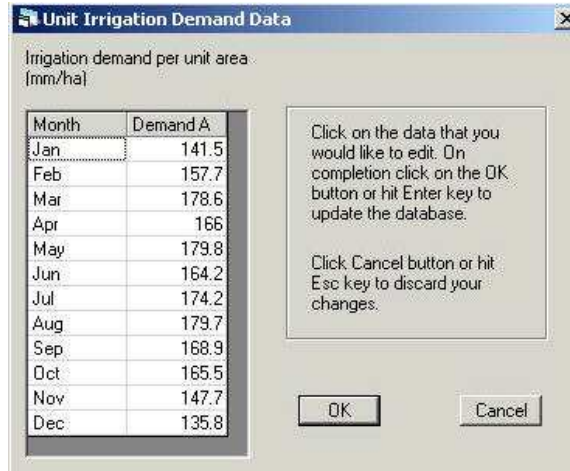 Unit Irrigation Demand Data
Irrigation demand per unit area
(mm/ha)
Month Demand A
Jan 141.5
Feb 157.7
Mar 178.6
Apr 166
May 179.8
Jun 164.2
Jul 174.2
Aug 179.7
Sep 168.9
Oct 165.5
Nov 147.7
Dec 135.8
Click on the data that you
would like to edit. On
completion click on the OK
button or hit Enter key to
update the database.
Click Cancel button or hit
Esc key to discard your
changes.
OK
Cancel